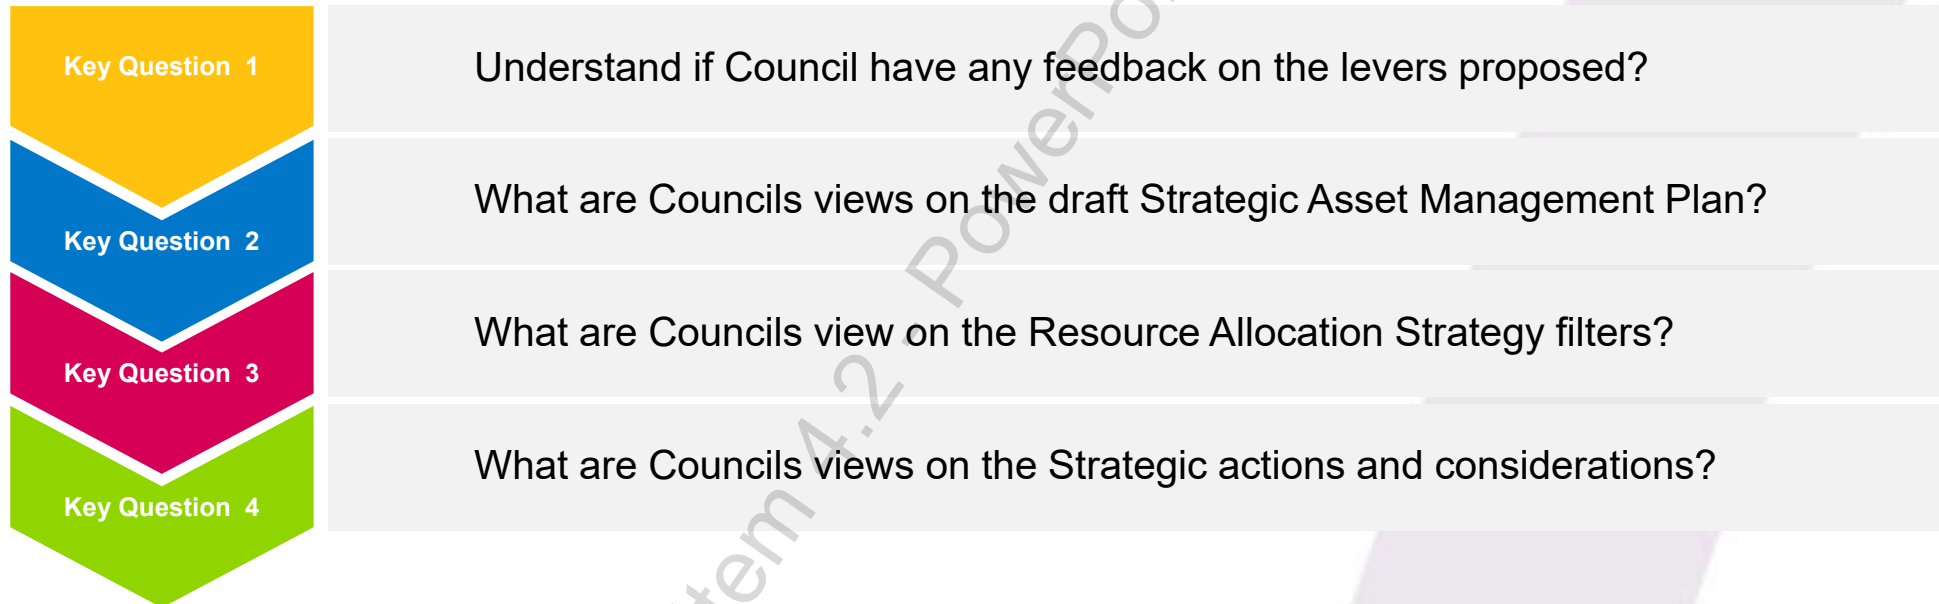 Key Question 1
Understand if Council have any feedback on the levers proposed?
Key Question 2
What are Councils views on the draft Strategic Asset Management Plan?
Key Question 3
What are Councils view on the Resource Allocation Strategy filters?
Key Question 4
What are Councils views on the Strategic actions and considerations?
4.2 -